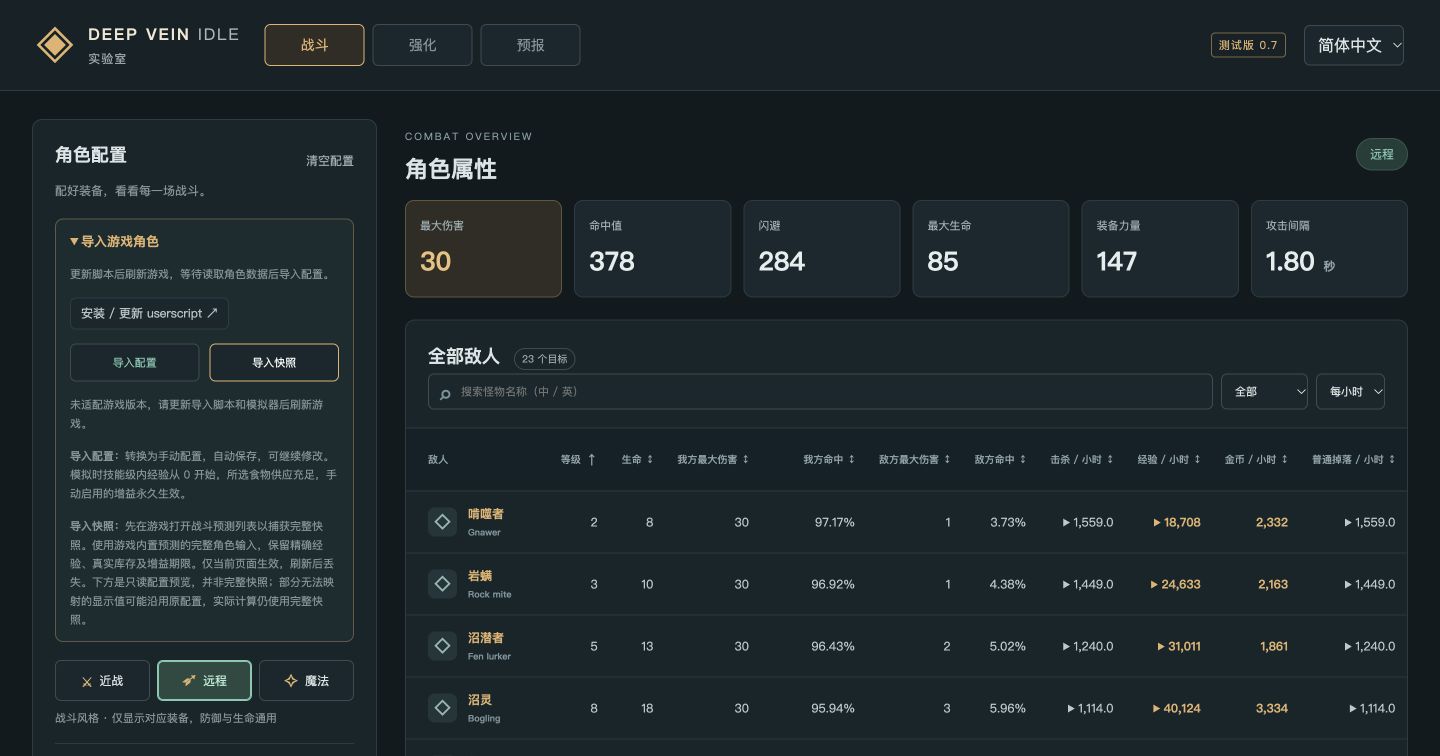 DEEP VEIN IDLE
实验室
战斗
强化
预报
测试版 0.7
简体中文
角色配置
清空配置
配好装备，看看每一场战斗。
▼导入游戏角色
更新脚本后刷新游戏，等待读取角色数据后导入配置。
安装 / 更新 userscript ↗
导入配置
导入快照
未适配游戏版本，请更新导入脚本和模拟器后刷新游
戏。
导入配置：转换为手动配置，自动保存，可继续修改。
模拟时技能级内经验从 0 开始，所选食物供应充足，手
动启用的增益永久生效。
导入快照：先在游戏打开战斗预测列表以捕获完整快
照。使用游戏内置预测的完整角色输入，保留精确经
验、真实库存及增益期限。仅当前页面生效，刷新后丢
失。下方是只读配置预览，并非完整快照；部分无法映
射的显示值可能沿用原配置，实际计算仍使用完整快
照。
近战
远程
魔法
战斗风格 · 仅显示对应装备，防御与生命通用
COMBAT OVERVIEW
角色属性
远程
最大伤害
30
命中值
378
闪避
284
最大生命
85
装备力量
147
攻击间隔
1.80 秒
全部敌人
23 个目标
搜索怪物名称（中 / 英）
全部
每小时
敌人 等级 ↑ 生命 ↕ 我方最大伤害 ↕ 我方命中 ↕ 敌方最大伤害 ↕ 敌方命中 ↕ 击杀 / 小时 ↕ 经验 / 小时 ↕ 金币 / 小时 ↕ 普通掉落 / 小时 ↕
啃噬者 2 8 30 97.17% 1 3.73% ▶1,559.0 ▶18,708 2,332 ▶1,559.0
Gnawer
岩螨 3 10 30 96.92% 1 4.38% ▶1,449.0 ▶24,633 2,163 ▶1,449.0
Rock mite
沼潜者 5 13 30 96.43% 2 5.02% ▶1,240.0 ▶31,011 1,861 ▶1,240.0
Fen lurker
沼灵 8 18 30 95.94% 3 5.96% ▶1,114.0 ▶40,124 3,334 ▶1,114.0
Bogling